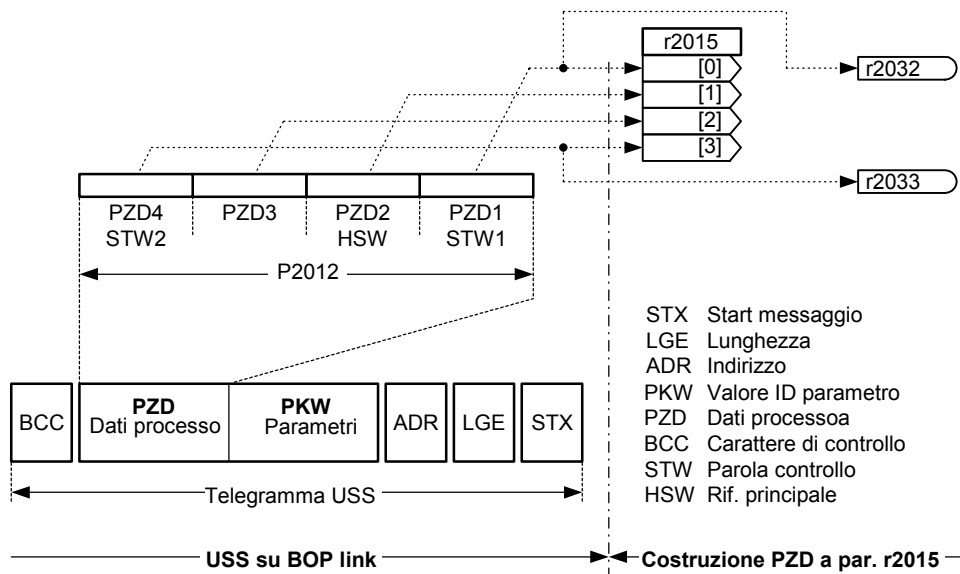 r2015
[0]
[1]
[2]
[3]
r2032
r2033
PZD4 PZD3 PZD2 PZD1
STW2 HSW STW1
P2012
STX Start messaggio
LGE Lunghezza
ADR Indirizzo
PKW Valore ID parametro
PZD Dati processoa
BCC Carattere di controllo
STW Parola controllo
HSW Rif. principale
BCC
PZD
Dati processo
PKW
Parametri
ADR
LGE
STX
Telegramma USS
USS su BOP link
Costruzione PZD a par. r2015